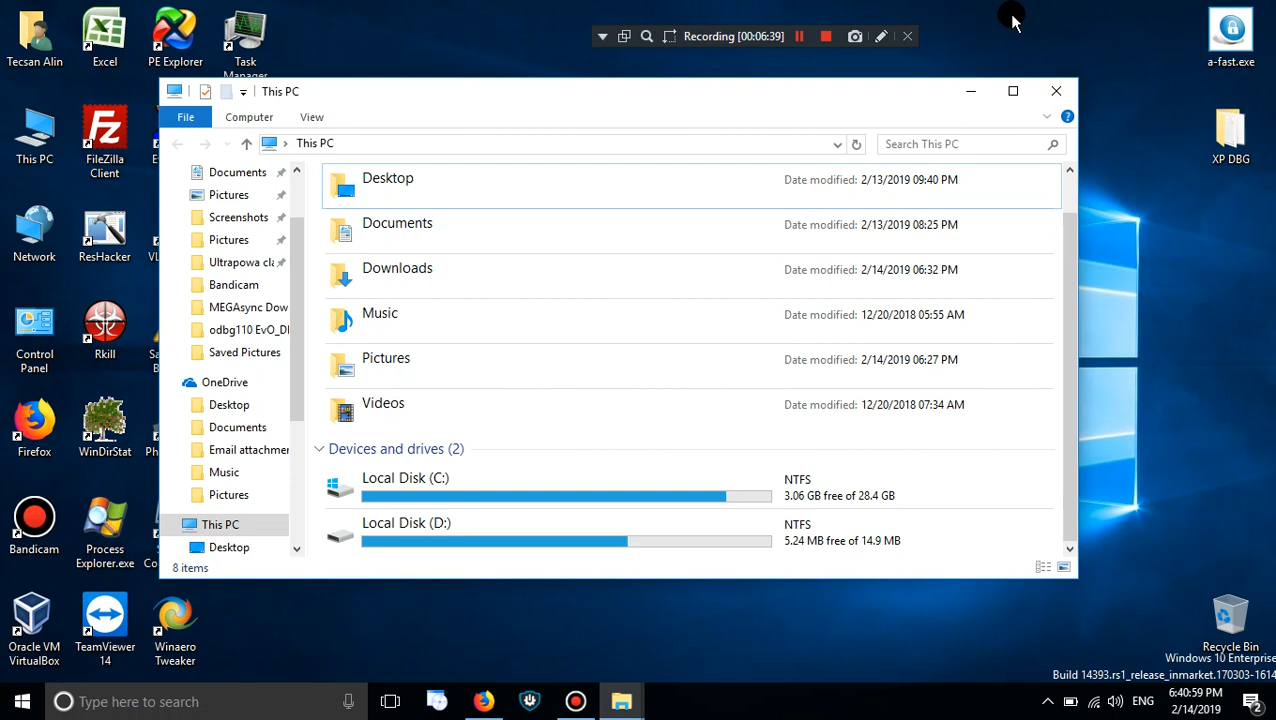 Tecsan Alin
Excel
PE Explorer
Task
Manager
Recording [00:06:39]
a-fast.exe
This PC
File
Computer
View
This PC
Search This PC
This PC
FileZilla
Client
XP DBG
Documents
Pictures
Screenshots
Pictures
Ultrapowa cl
Bandicam
MEGAsync Dow
odbg110 EvO_D
Saved Pictures
OneDrive
Desktop
Documents
Email attachme
Music
Pictures
This PC
Desktop
Desktop
Date modified: 2/13/2019 09:40 PM
Documents
Date modified: 2/13/2019 08:25 PM
Downloads
Date modified: 2/14/2019 06:32 PM
Music
Date modified: 12/20/2018 05:55 AM
Pictures
Date modified: 2/14/2019 06:27 PM
Videos
Date modified: 12/20/2018 07:34 AM
Devices and drives (2)
Local Disk (C:)
NTFS
3.06 GB free of 28.4 GB
Local Disk (D:)
NTFS
5.24 MB free of 14.9 MB
8 items
Network
ResHacker
VL
Control
Panel
Rkill
Firefox
WinDirStat
Bandicam
Process
Explorer.exe
Oracle VM
VirtualBox
TeamViewer
14
Winaero
Tweaker
Recycle Bin
Windows 10 Enterprise
Build 14393.rs1_release_inmarket.170303-1614
Type here to search
ENG
6:40:59 PM
2/14/2019
2